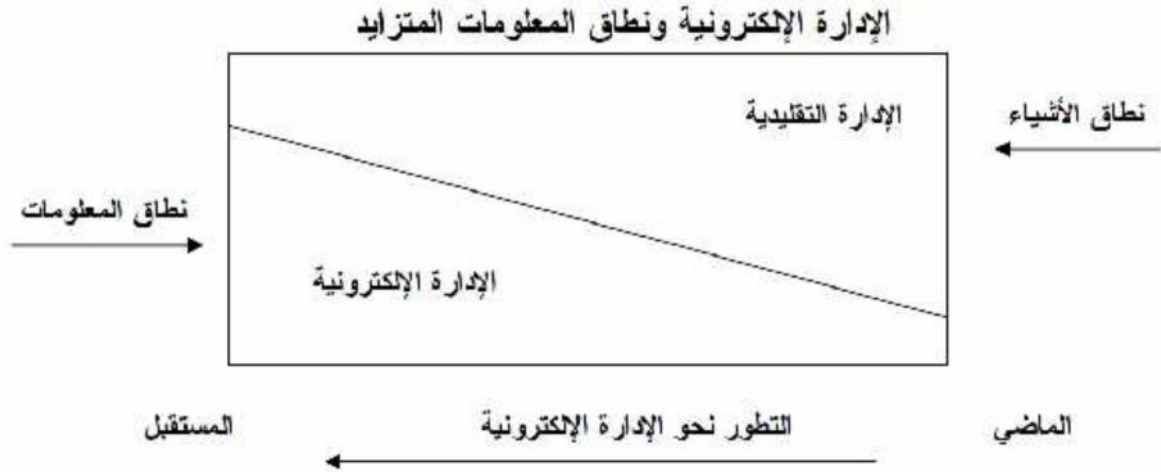 الإدارة الإلكترونية ونطاق المعلومات المتزايد
نطاق الأشياء
الإدارة التقليدية
نطاق المعلومات
الإدارة الإلكترونية
الماضي
التطور نحو الإدارة الإلكترونية
المستقبل